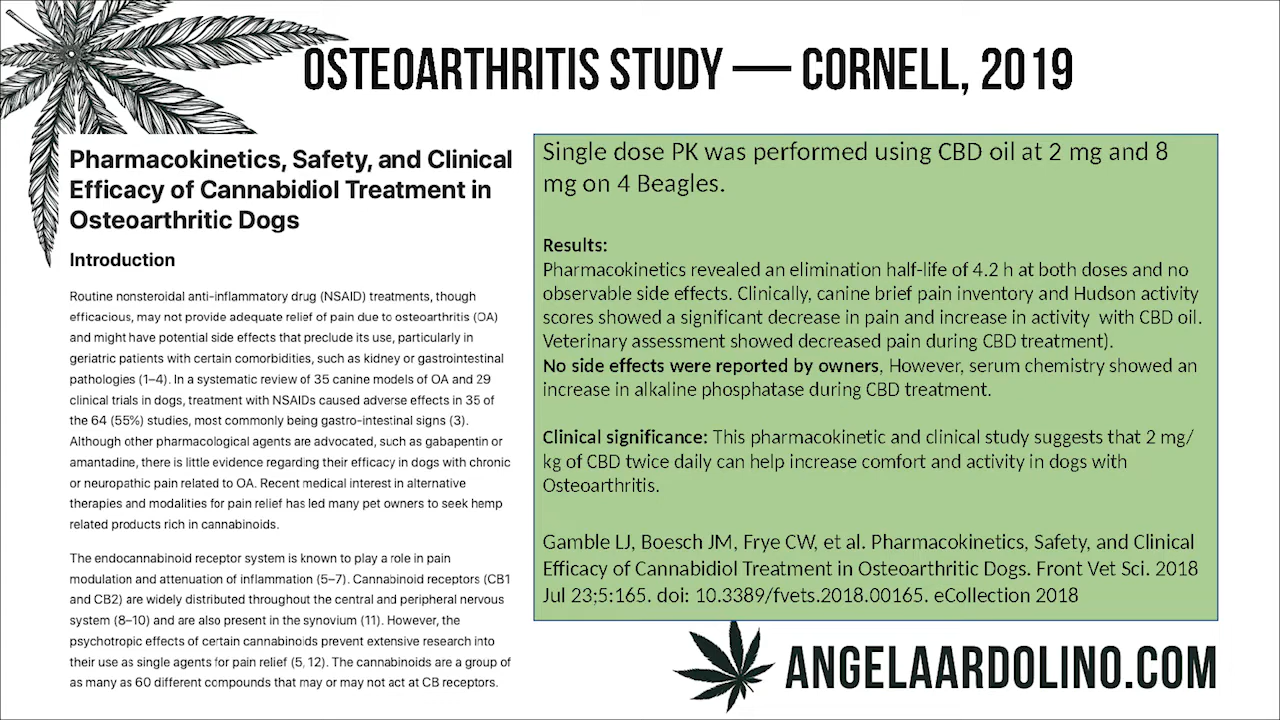 OSTEOARTHRITIS STUDY — CORNELL, 2019
Pharmacokinetics, Safety, and Clinical
Efficacy of Cannabidiol Treatment in
Osteoarthritic Dogs
Introduction
Routine nonsteroidal anti-inflammatory drug (NSAID) treatments, though
efficacious, may not provide adequate relief of pain due to osteoarthritis (OA)
and might have potential side effects that preclude its use, particularly in
geriatric patients with certain comorbidities, such as kidney or gastrointestinal
pathologies (1–4). In a systematic review of 35 canine models of OA and 29
clinical trials in dogs, treatment with NSAIDs caused adverse effects in 35 of
the 64 (55%) studies, most commonly being gastro-intestinal signs (3).
Although other pharmacological agents are advocated, such as gabapentin or
amantadine, there is little evidence regarding their efficacy in dogs with chronic
or neuropathic pain related to OA. Recent medical interest in alternative
therapies and modalities for pain relief has led many pet owners to seek hemp
related products rich in cannabinoids.
The endocannabinoid receptor system is known to play a role in pain
modulation and attenuation of inflammation (5–7). Cannabinoid receptors (CB1
and CB2) are widely distributed throughout the central and peripheral nervous
system (8–10) and are also present in the synovium (11). However, the
psychotropic effects of certain cannabinoids prevent extensive research into
their use as single agents for pain relief (5, 12). The cannabinoids are a group of
as many as 60 different compounds that may or may not act at CB receptors.
Single dose PK was performed using CBD oil at 2 mg and 8
mg on 4 Beagles.
Results:
Pharmacokinetics revealed an elimination half-life of 4.2 h at both doses and no
observable side effects. Clinically, canine brief pain inventory and Hudson activity
scores showed a significant decrease in pain and increase in activity with CBD oil.
Veterinary assessment showed decreased pain during CBD treatment).
No side effects were reported by owners, However, serum chemistry showed an
increase in alkaline phosphatase during CBD treatment.
Clinical significance: This pharmacokinetic and clinical study suggests that 2 mg/
kg of CBD twice daily can help increase comfort and activity in dogs with
Osteoarthritis.
Gamble LJ, Boesch JM, Frye CW, et al. Pharmacokinetics, Safety, and Clinical
Efficacy of Cannabidiol Treatment in Osteoarthritic Dogs. Front Vet Sci. 2018
Jul 23;5:165. doi: 10.3389/fvets.2018.00165. eCollection 2018
ANGELAARDOLINO.COM